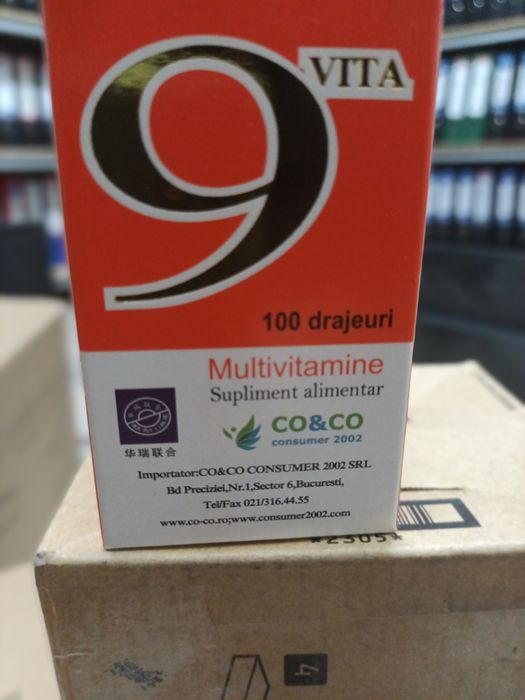 9
VITA
100 drajeuri
Multivitamine
Supliment alimentar
华瑞联合
CO&CO
consumer 2002
Importator:CO&CO CONSUMER 2002 SRL
Bd Preciziei,Nr.1,Sector 6,Bucuresti,
Tel/Fax 021/316.44.55
www.co-co.ro;www.consumer2002.com
*2305*